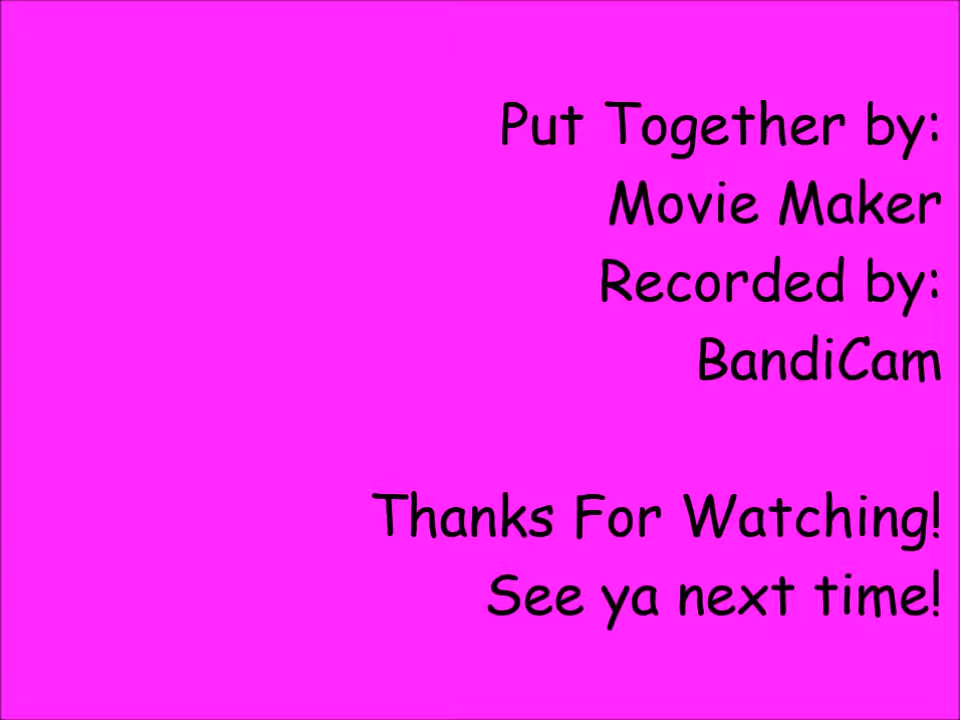 Put Together by:
Movie Maker
Recorded by:
BandiCam
Thanks For Watching!
See ya next time!